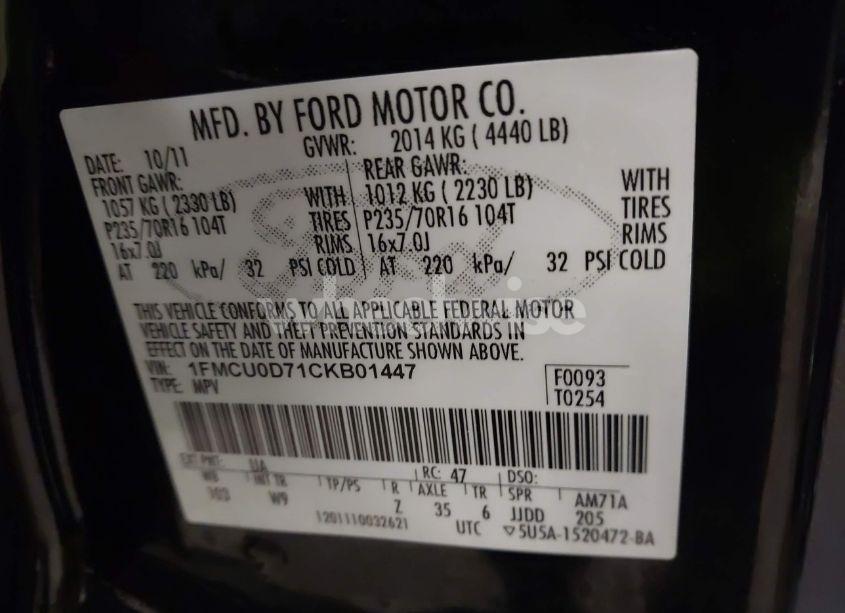 MFD. BY FORD MOTOR CO.
DATE: 10/11 GVWR: 2014 KG ( 4440 LB)
FRONT GAWR: REAR GAWR:
1057 KG ( 2330 LB) WITH 1012 KG ( 2230 LB) WITH
P235/70R16 104T TIRES P235/70R16 104T TIRES
16x7.0J RIMS 16x7.0J RIMS
AT 220 kPa/ 32 PSI COLD AT 220 kPa/ 32 PSI COLD
THIS VEHICLE CONFORMS TO ALL APPLICABLE FEDERAL MOTOR
VEHICLE SAFETY AND THEFT PREVENTION STANDARDS IN
EFFECT ON THE DATE OF MANUFACTURE SHOWN ABOVE.
VIN: 1FMCU0D71CKB01447
TYPE: MPV
F0093
T0254
EXT PNT: UA RC: 47 DSO:
WB INT TR TP/PS R AXLE TR SPR AM71A
103 W9 Z 35 6 JJDD 205
1201110032621 UTC ▽5U5A-1520472-BA